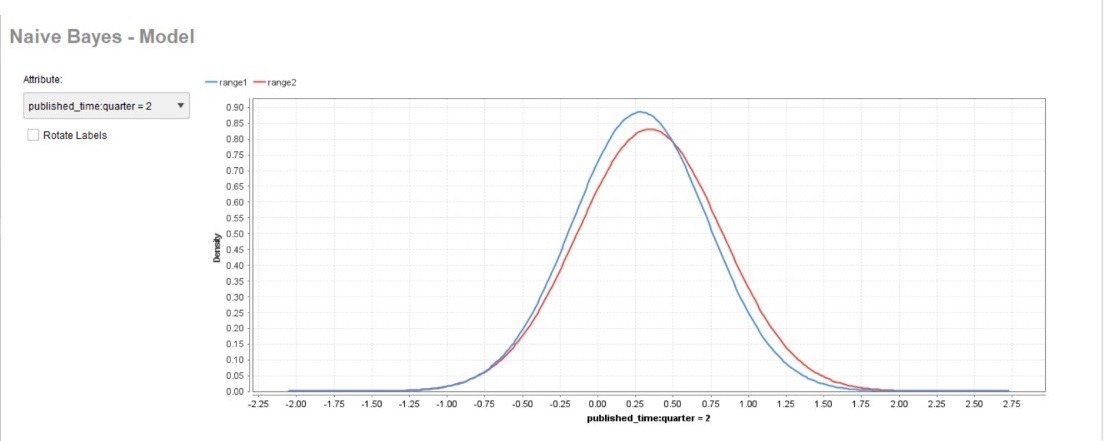 Naive Bayes - Model
Attribute:
published_time:quarter = 2
Rotate Labels
range1 range2
0.90
0.85
0.80
0.75
0.70
0.65
0.60
0.55
0.50
0.45
0.40
0.35
0.30
0.25
0.20
0.15
0.10
0.05
0.00
Density
-2.25 -2.00 -1.75 -1.50 -1.25 -1.00 -0.75 -0.50 -0.25 0.00 0.25 0.50 0.75 1.00 1.25 1.50 1.75 2.00 2.25 2.50 2.75
published_time:quarter = 2